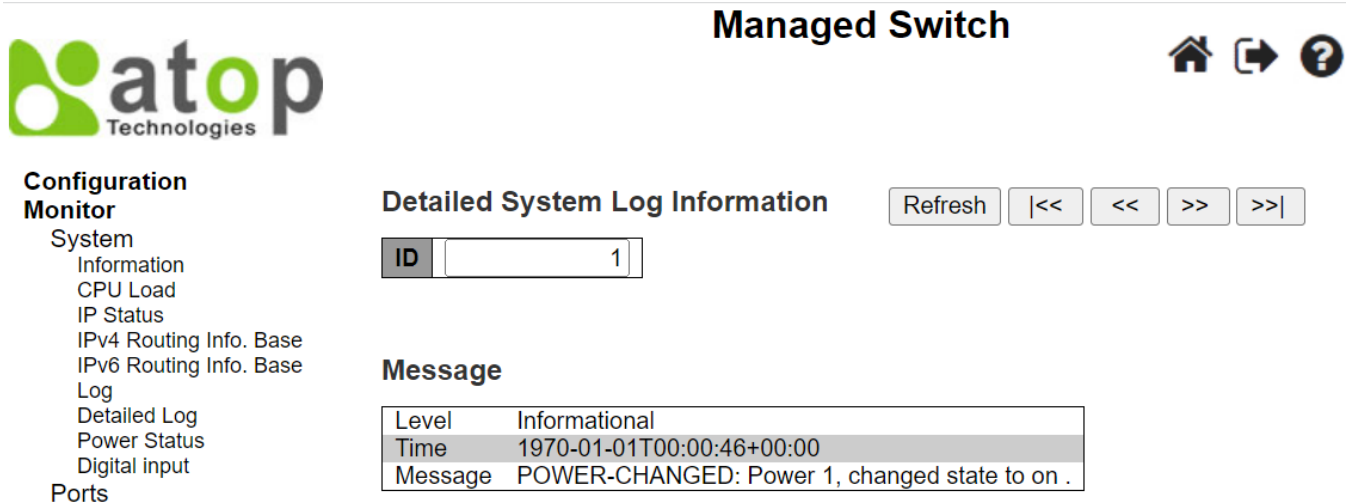 Managed Switch
atop
Technologies
Configuration
Monitor
System
Information
CPU Load
IP Status
IPv4 Routing Info. Base
IPv6 Routing Info. Base
Log
Detailed Log
Power Status
Digital input
Ports
Detailed System Log Information
Refresh |<< << >> >>|
ID 1
Message
Level Informational
Time 1970-01-01T00:00:46+00:00
Message POWER-CHANGED: Power 1, changed state to on .